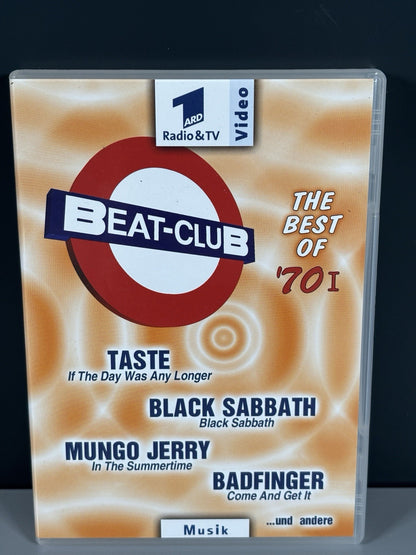 1
ARD
Radio & TV
Video
BEAT-CLUB
THE
BEST
OF
'70 I
TASTE
If The Day Was Any Longer
BLACK SABBATH
Black Sabbath
MUNGO JERRY
In The Summertime
BADFINGER
Come And Get It
...und andere
Musik